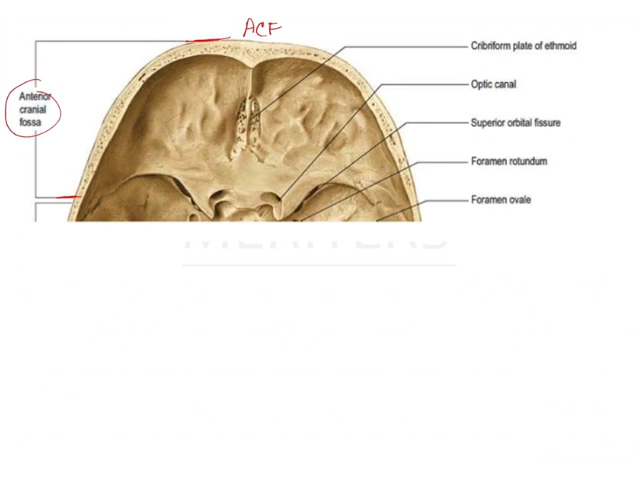 ACF
Cribriform plate of ethmoid
Optic canal
Anterior
cranial
fossa
Superior orbital fissure
Foramen rotundum
Foramen ovale